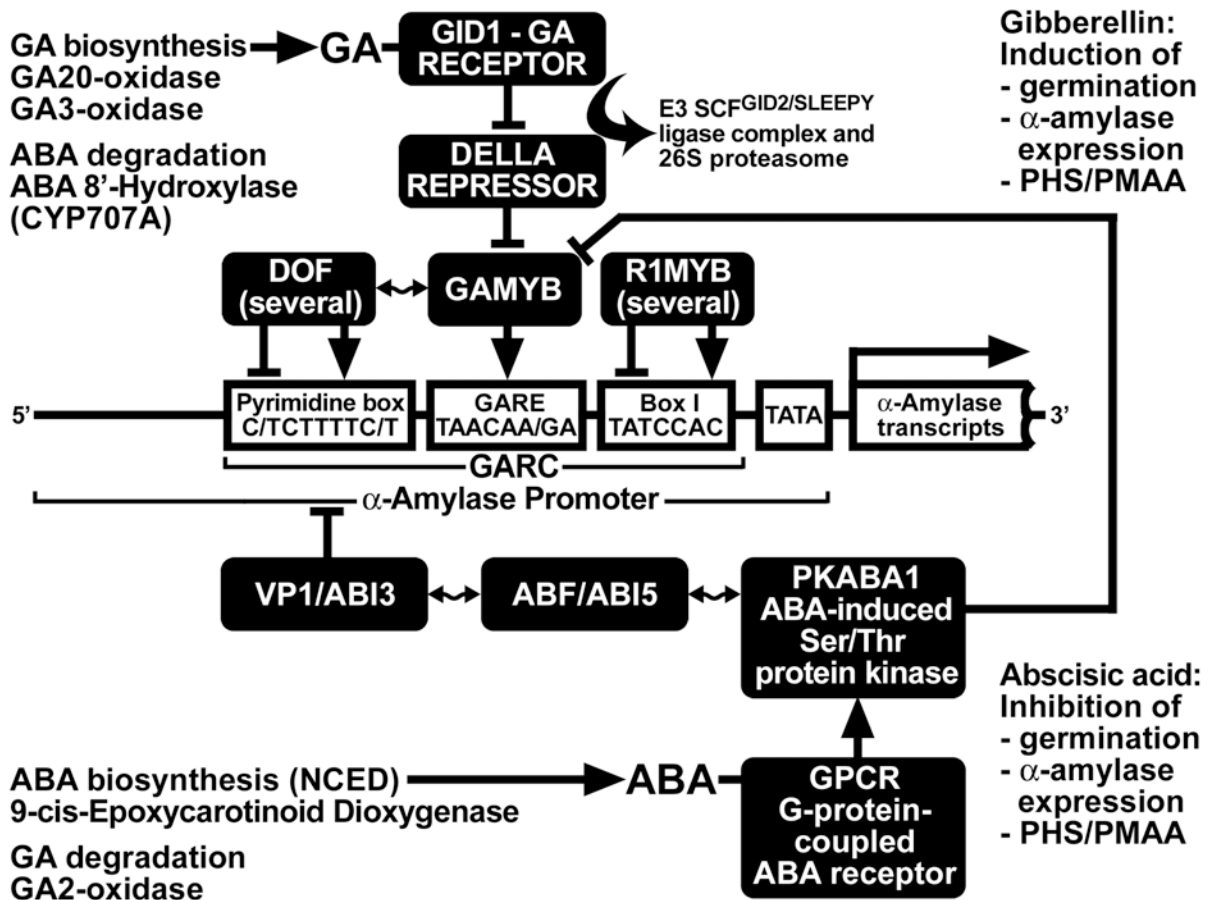 GA biosynthesis
GA20-oxidase
GA3-oxidase
ABA degradation
ABA 8’-Hydroxylase
(CYP707A)
GA
GID1 - GA
RECEPTOR
E3 SCFGID2/SLEEPY
ligase complex and
26S proteasome
DELLA
REPRESSOR
Gibberellin:
Induction of
- germination
- α-amylase
expression
- PHS/PMAA
DOF
(several)
GAMYB
R1MYB
(several)
5’
Pyrimidine box
C/TCTTTTC/T
GARE
TAACAA/GA
Box I
TATCCAC
TATA
α-Amylase
transcripts
3’
GARC
α-Amylase Promoter
VP1/ABI3
ABF/ABI5
PKABA1
ABA-induced
Ser/Thr
protein kinase
ABA biosynthesis (NCED)
9-cis-Epoxycarotinoid Dioxygenase
GA degradation
GA2-oxidase
ABA
GPCR
G-protein-
coupled
ABA receptor
Abscisic acid:
Inhibition of
- germination
- α-amylase
expression
- PHS/PMAA